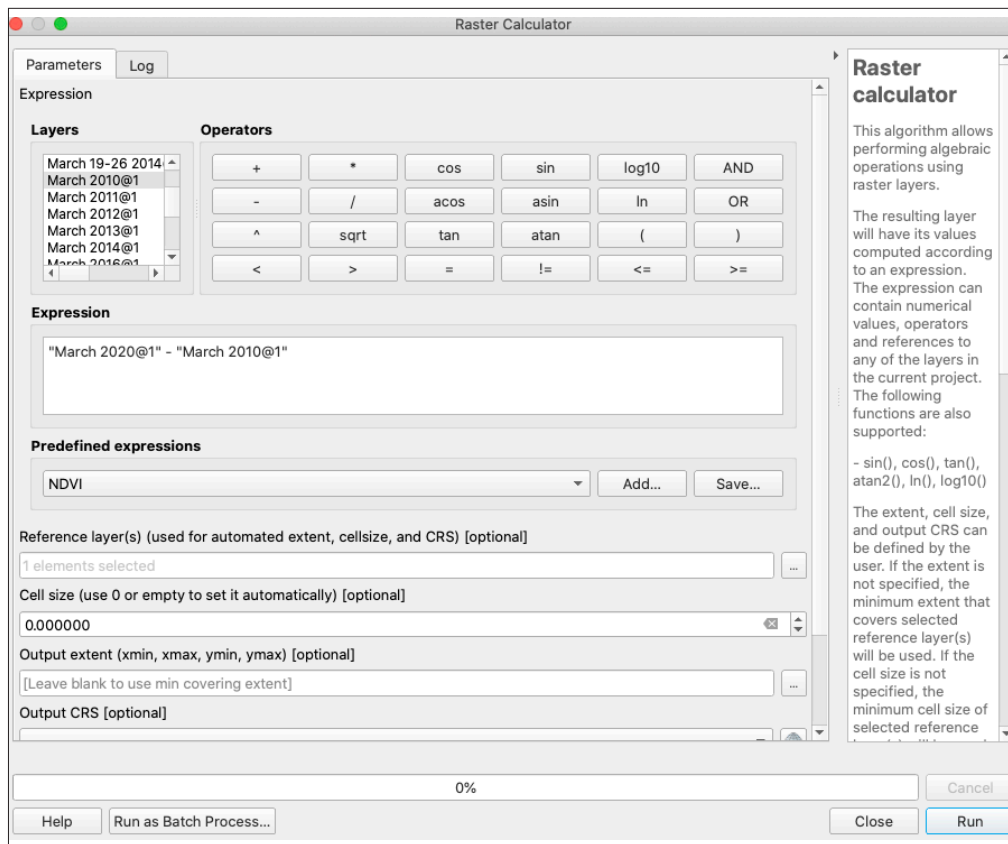 Raster Calculator
Parameters
Log
Expression
Layers
March 19-26 2014
March 2010@1
March 2011@1
March 2012@1
March 2013@1
March 2014@1
March 2016@1
Operators
+ * cos sin log10 AND
- / acos asin ln OR
^ sqrt tan atan ( )
< > = != <= >=
Expression
"March 2020@1" - "March 2010@1"
Predefined expressions
NDVI
Add...
Save...
Reference layer(s) (used for automated extent, cellsize, and CRS) [optional]
1 elements selected
...
Cell size (use 0 or empty to set it automatically) [optional]
0.000000
Output extent (xmin, xmax, ymin, ymax) [optional]
[Leave blank to use min covering extent]
...
Output CRS [optional]
Raster
calculator
This algorithm allows
performing algebraic
operations using
raster layers.
The resulting layer
will have its values
computed according
to an expression.
The expression can
contain numerical
values, operators
and references to
any of the layers in
the current project.
The following
functions are also
supported:
- sin(), cos(), tan(),
atan2(), ln(), log10()
The extent, cell size,
and output CRS can
be defined by the
user. If the extent is
not specified, the
minimum extent that
covers selected
reference layer(s)
will be used. If the
cell size is not
specified, the
minimum cell size of
selected reference
0%
Cancel
Help
Run as Batch Process...
Close
Run